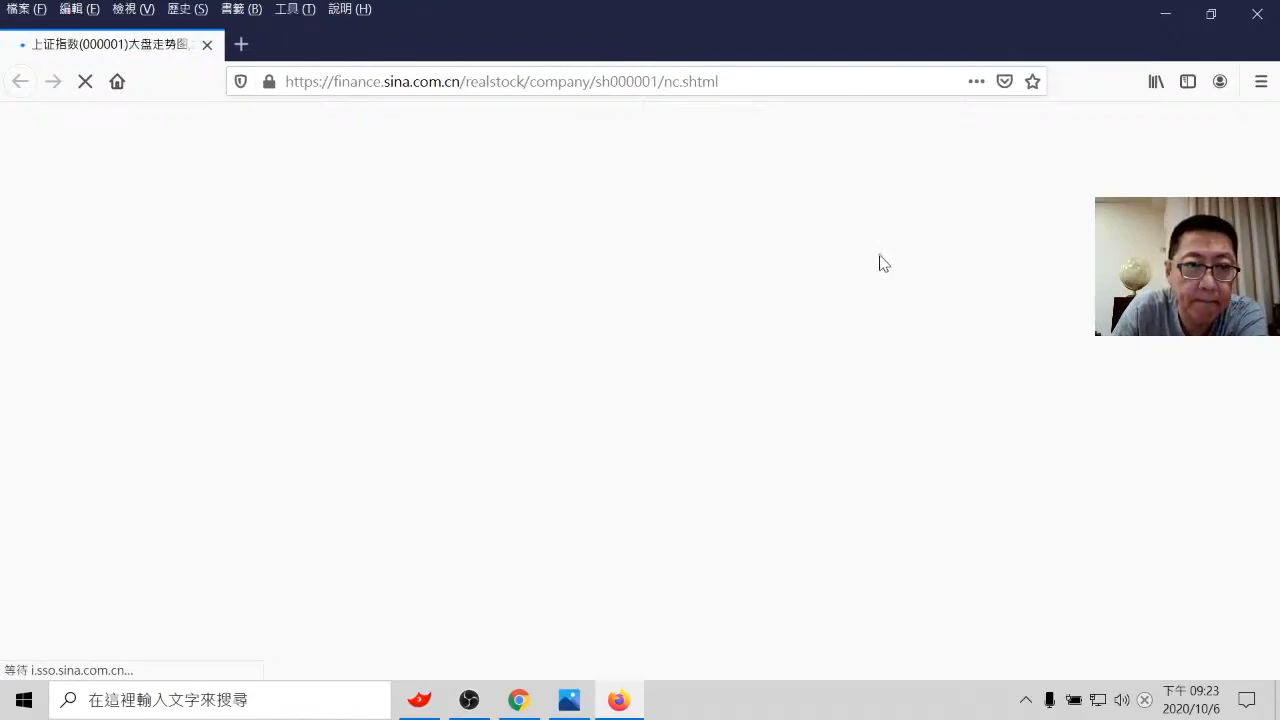 檔案 (F) 編輯 (E) 檢視 (V) 歷史 (S) 書籤 (B) 工具 (T) 說明 (H)
上证指数(000001)大盘走势图,
https://finance.sina.com.cn/realstock/company/sh000001/nc.shtml
等待 i.sso.sina.com.cn...
在這裡輸入文字來搜尋
下午 09:23
2020/10/6